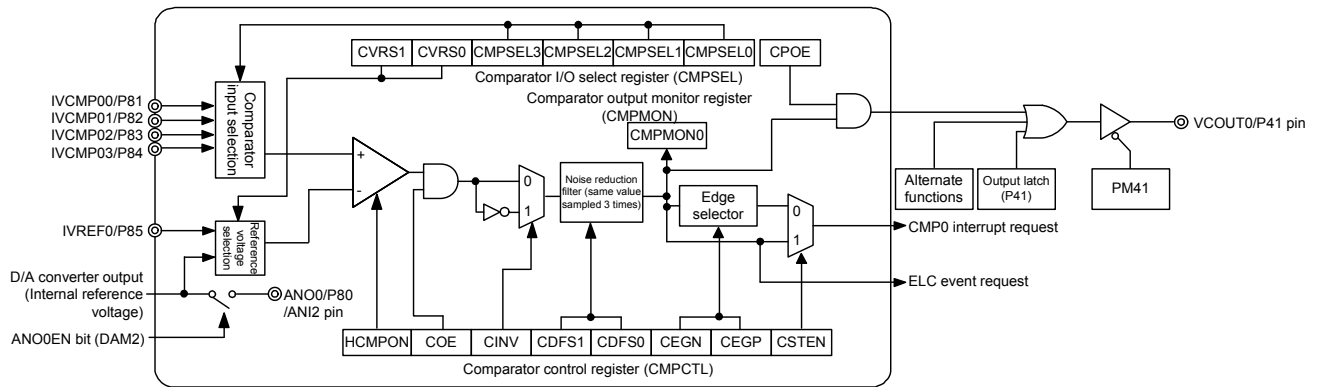 CVRS1 CVRS0 CMPSEL3 CMPSEL2 CMPSEL1 CMPSEL0 CPOE
Comparator I/O select register (CMPSEL)
IVCMP00/P81
IVCMP01/P82
IVCMP02/P83
IVCMP03/P84
Comparator
input selection
Comparator output monitor register
(CMPMON)
CMPMON0
VCOUT0/P41 pin
+
-
0
1
Noise reduction
filter (same value
sampled 3 times)
Edge
selector
0
1
Alternate
functions
Output latch
(P41)
PM41
IVREF0/P85
Reference
voltage
selection
CMP0 interrupt request
D/A converter output
(Internal reference
voltage)
ANO0/P80
/ANI2 pin
ELC event request
ANO0EN bit (DAM2)
HCMPON COE CINV CDFS1 CDFS0 CEGN CEGP CSTEN
Comparator control register (CMPCTL)